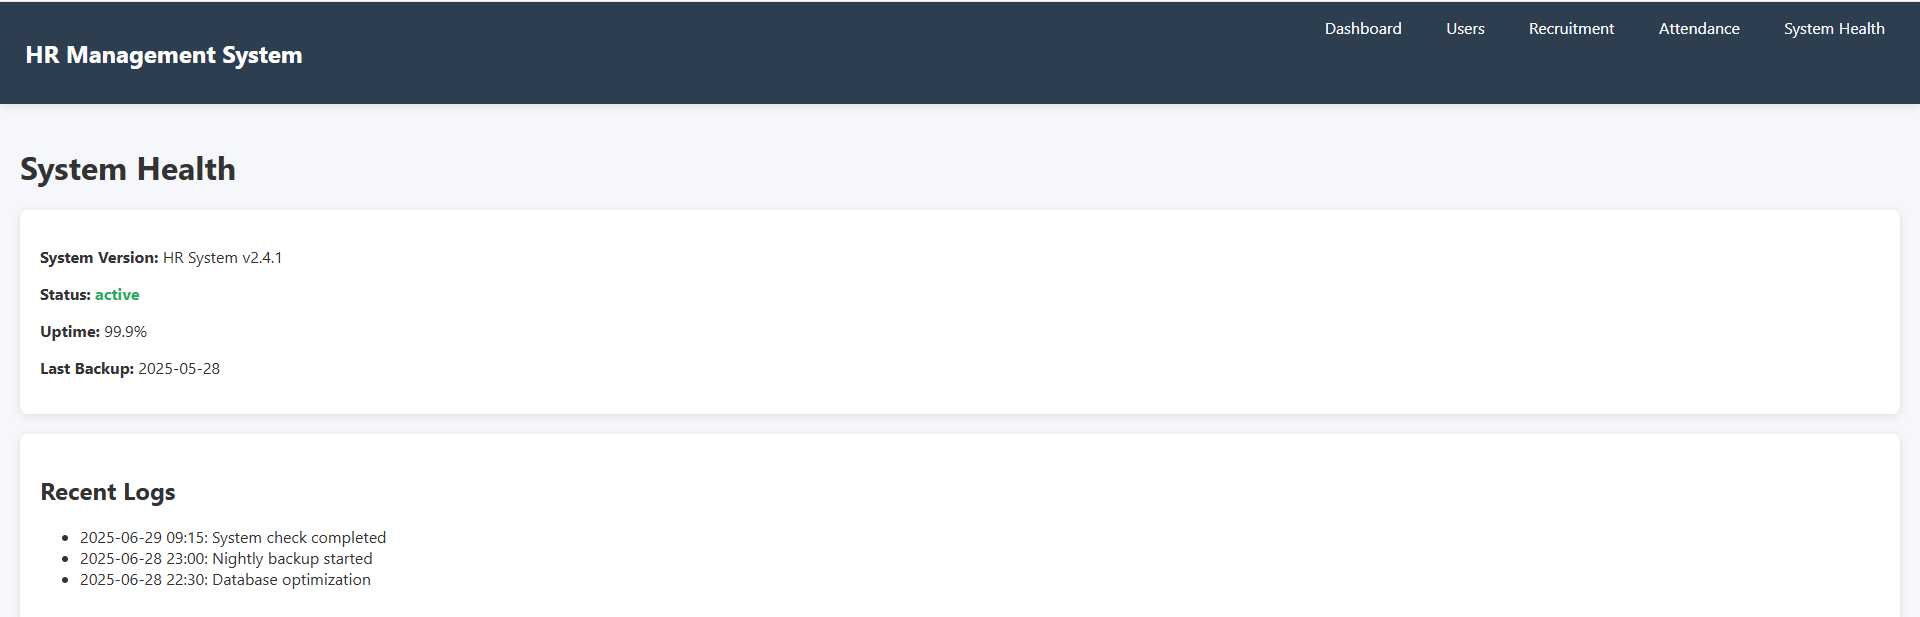 HR Management System
Dashboard Users Recruitment Attendance System Health
System Health
System Version: HR System v2.4.1
Status: active
Uptime: 99.9%
Last Backup: 2025-05-28
Recent Logs
2025-06-29 09:15: System check completed
2025-06-28 23:00: Nightly backup started
2025-06-28 22:30: Database optimization